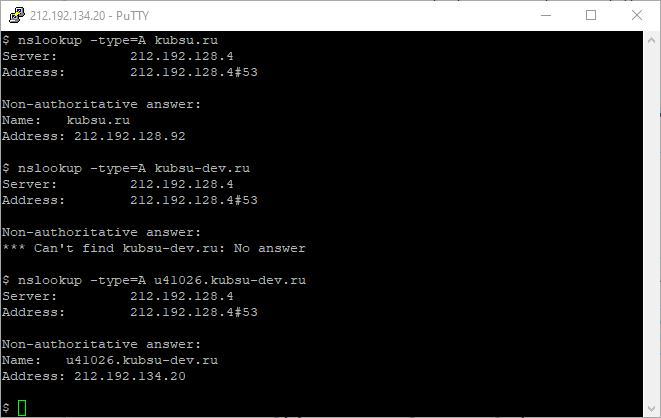 212.192.134.20 - PuTTY
$ nslookup -type=A kubsu.ru
Server:         212.192.128.4
Address:        212.192.128.4#53

Non-authoritative answer:
Name:   kubsu.ru
Address: 212.192.128.92

$ nslookup -type=A kubsu-dev.ru
Server:         212.192.128.4
Address:        212.192.128.4#53

Non-authoritative answer:
*** Can't find kubsu-dev.ru: No answer

$ nslookup -type=A u41026.kubsu-dev.ru
Server:         212.192.128.4
Address:        212.192.128.4#53

Non-authoritative answer:
Name:   u41026.kubsu-dev.ru
Address: 212.192.134.20

$